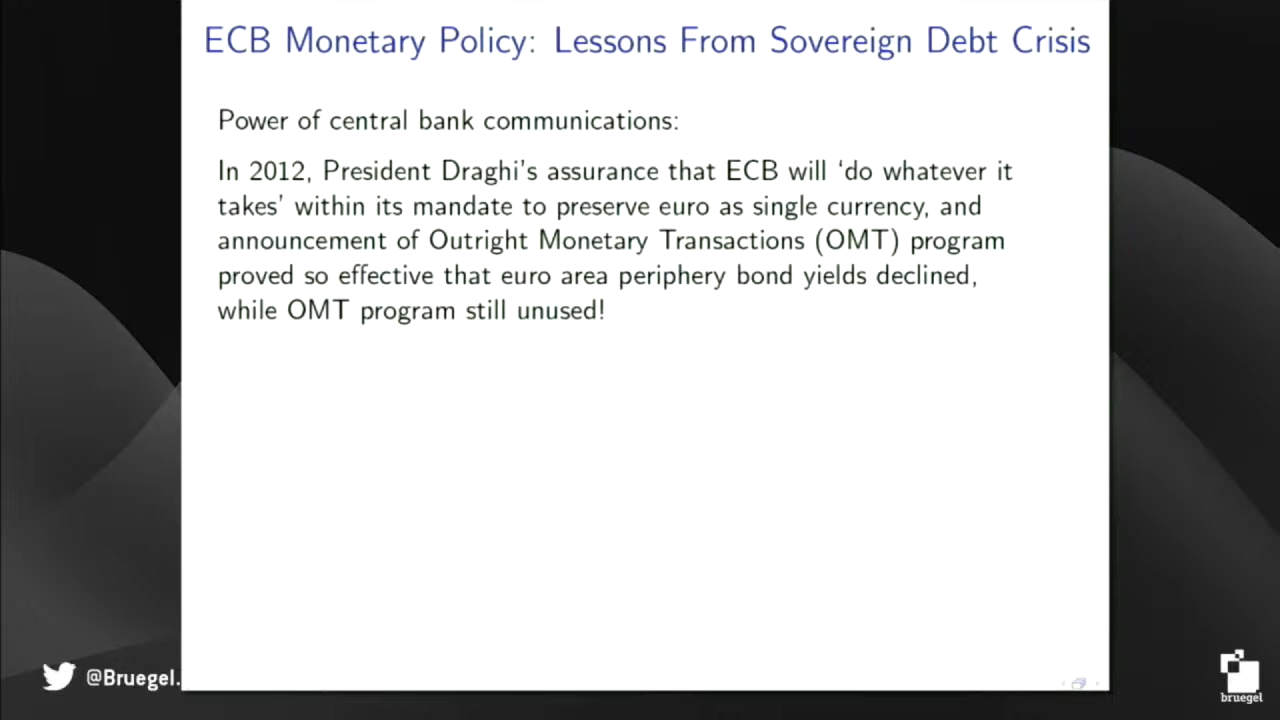 ECB Monetary Policy: Lessons From Sovereign Debt Crisis
Power of central bank communications:
In 2012, President Draghi's assurance that ECB will ‘do whatever it
takes’ within its mandate to preserve euro as single currency, and
announcement of Outright Monetary Transactions (OMT) program
proved so effective that euro area periphery bond yields declined,
while OMT program still unused!
@Bruegel.
bruegel